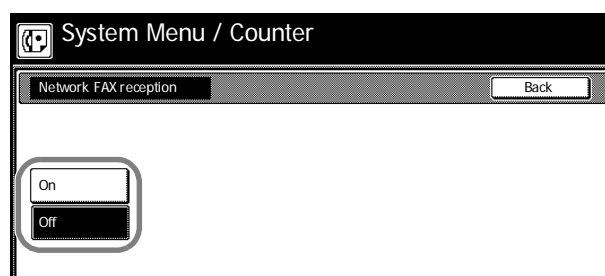 System Menu / Counter
Network FAX reception
Back
On
Off